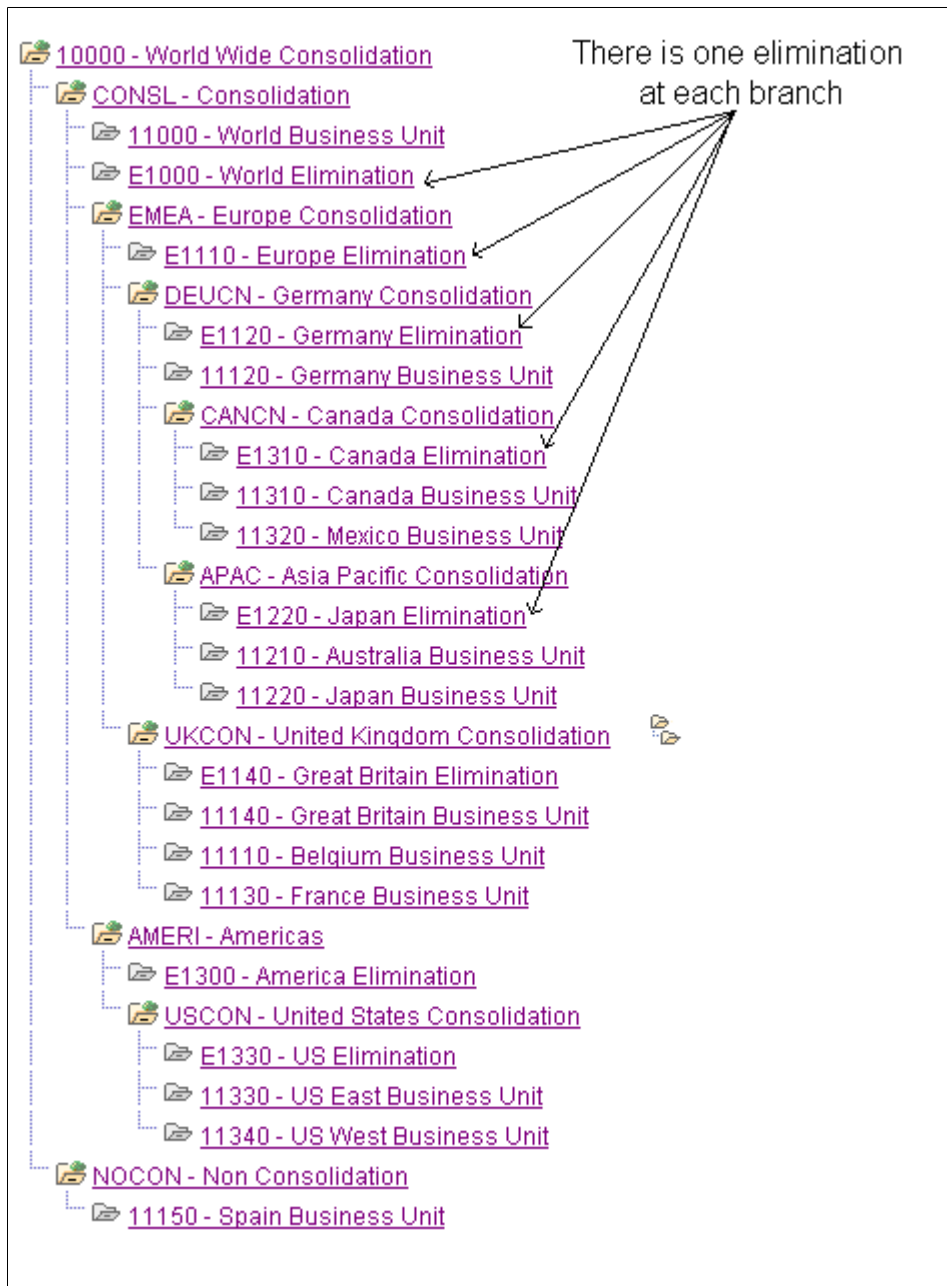 There is one elimination
at each branch
10000 - World Wide Consolidation
CONSL - Consolidation
11000 - World Business Unit
E1000 - World Elimination
EMEA - Europe Consolidation
E1110 - Europe Elimination
DEUCN - Germany Consolidation
E1120 - Germany Elimination
11120 - Germany Business Unit
CANCN - Canada Consolidation
E1310 - Canada Elimination
11310 - Canada Business Unit
11320 - Mexico Business Unit
APAC - Asia Pacific Consolidation
E1220 - Japan Elimination
11210 - Australia Business Unit
11220 - Japan Business Unit
UKCON - United Kingdom Consolidation
E1140 - Great Britain Elimination
11140 - Great Britain Business Unit
11110 - Belgium Business Unit
11130 - France Business Unit
AMERI - Americas
E1300 - America Elimination
USCON - United States Consolidation
E1330 - US Elimination
11330 - US East Business Unit
11340 - US West Business Unit
NOCON - Non Consolidation
11150 - Spain Business Unit